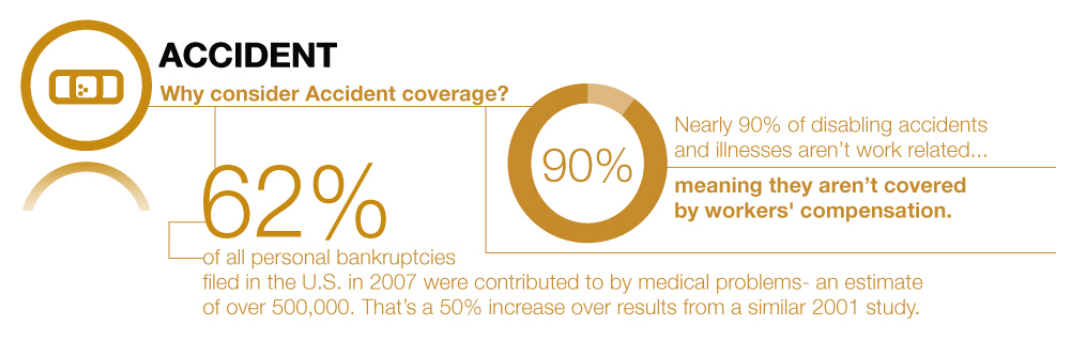 ACCIDENT
Why consider Accident coverage?
62%
of all personal bankruptcies
filed in the U.S. in 2007 were contributed to by medical problems- an estimate
of over 500,000. That's a 50% increase over results from a similar 2001 study.
90%
Nearly 90% of disabling accidents
and illnesses aren't work related...
meaning they aren't covered
by workers' compensation.